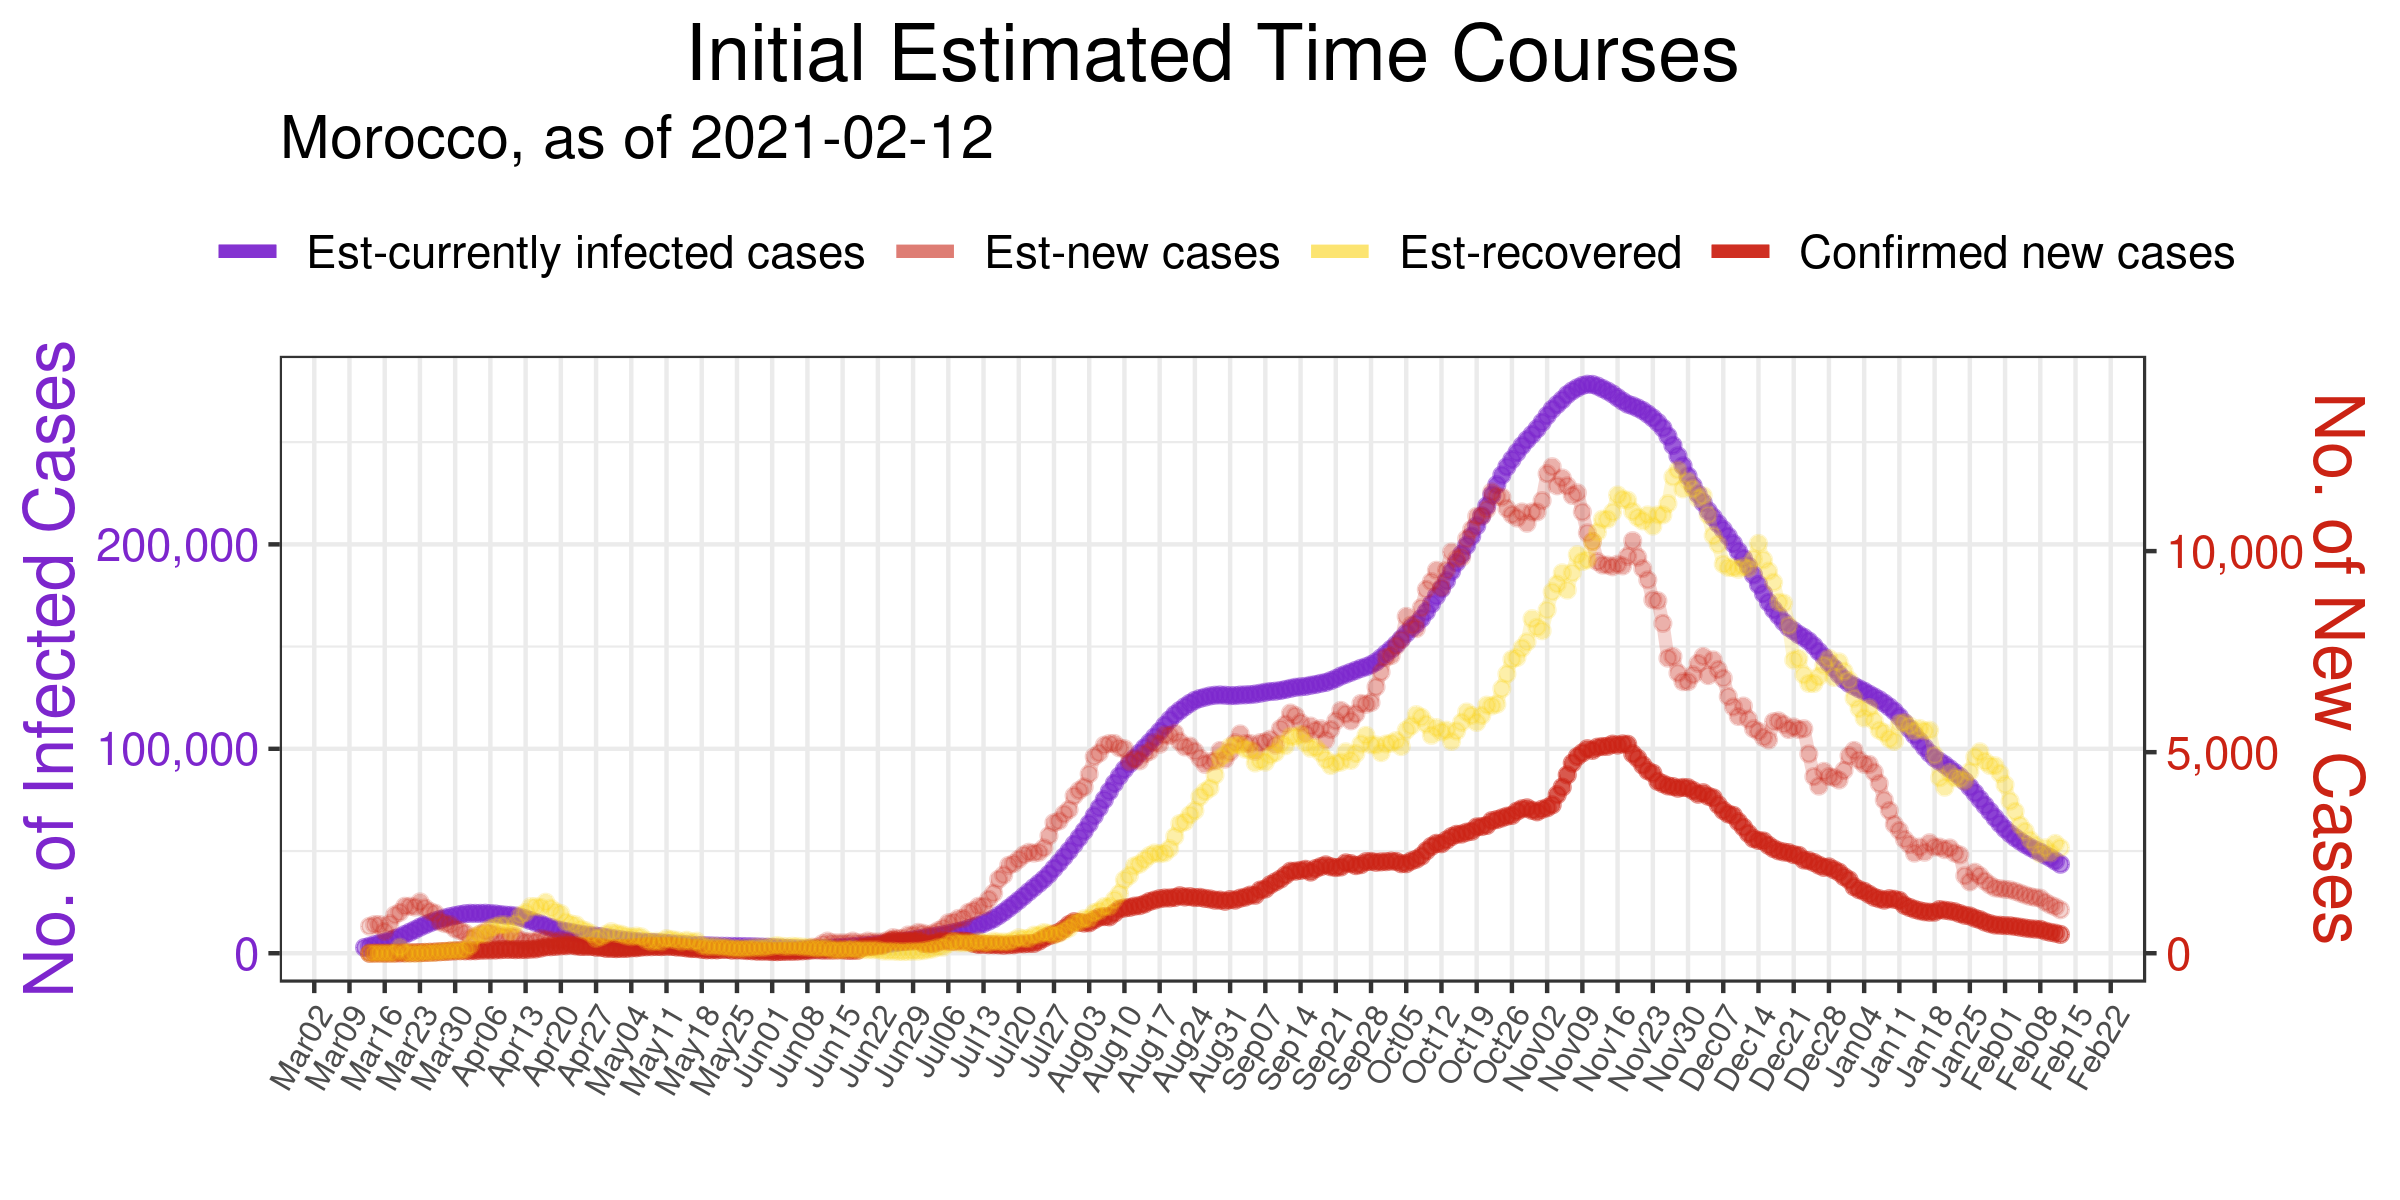 Initial Estimated Time Courses
Morocco, as of 2021-02-12
Est-currently infected cases
Est-new cases
Est-recovered
Confirmed new cases
No. of Infected Cases
200,000
100,000
0
No. of New Cases
10,000
5,000
0
Mar02
Mar09
Mar16
Mar23
Mar30
Apr06
Apr13
Apr20
Apr27
May04
May11
May18
May25
Jun01
Jun08
Jun15
Jun22
Jun29
Jul06
Jul13
Jul20
Jul27
Aug03
Aug10
Aug17
Aug24
Aug31
Sep07
Sep14
Sep21
Sep28
Oct05
Oct12
Oct19
Oct26
Nov02
Nov09
Nov16
Nov23
Nov30
Dec07
Dec14
Dec21
Dec28
Jan04
Jan11
Jan18
Jan25
Feb01
Feb08
Feb15
Feb22